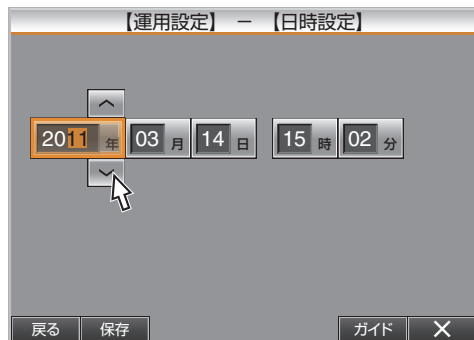 【運用設定】 － 【日時設定】
2011 年 03 月 14 日 15 時 02 分
戻る 保存 ガイド ✕